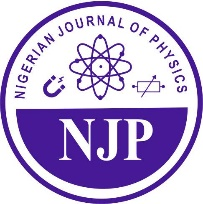 NIGERIAN JOURNAL OF PHYSICS
NJP